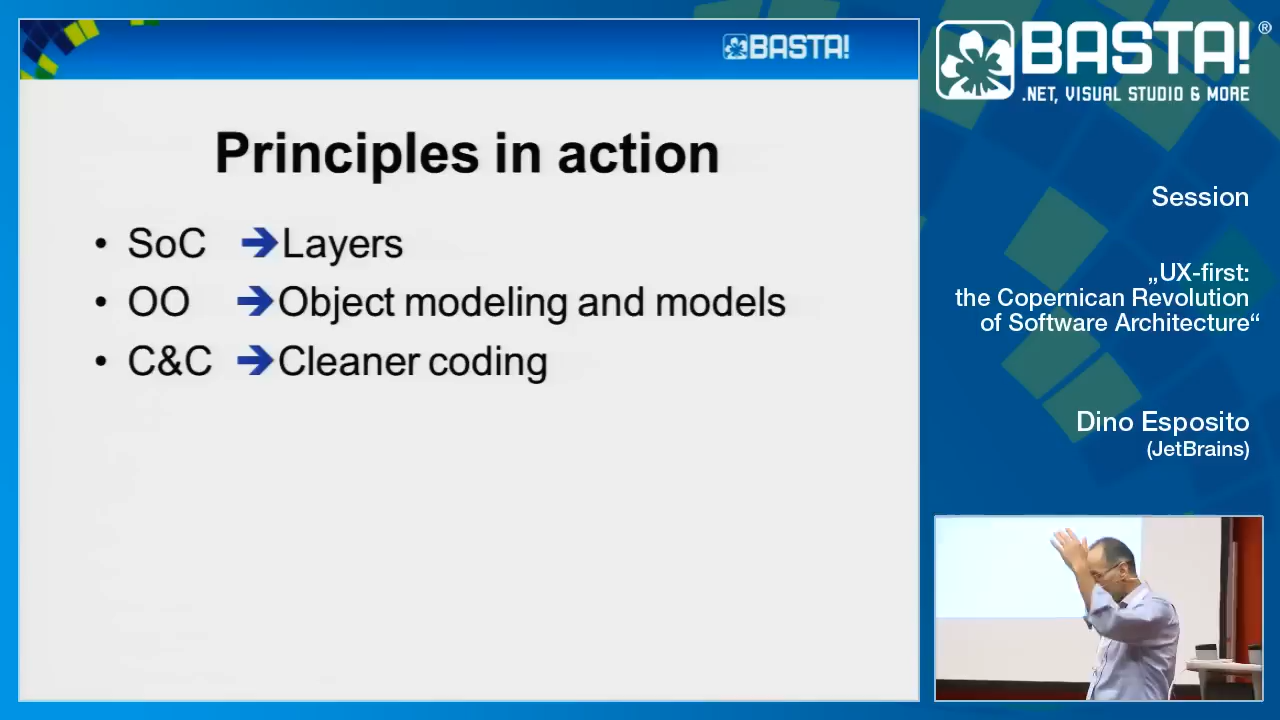 BASTA!
Principles in action
• SoC ➔Layers
• OO ➔Object modeling and models
• C&C ➔Cleaner coding
BASTA!®
.NET, VISUAL STUDIO & MORE
Session
„UX-first:
the Copernican Revolution
of Software Architecture“
Dino Esposito
(JetBrains)